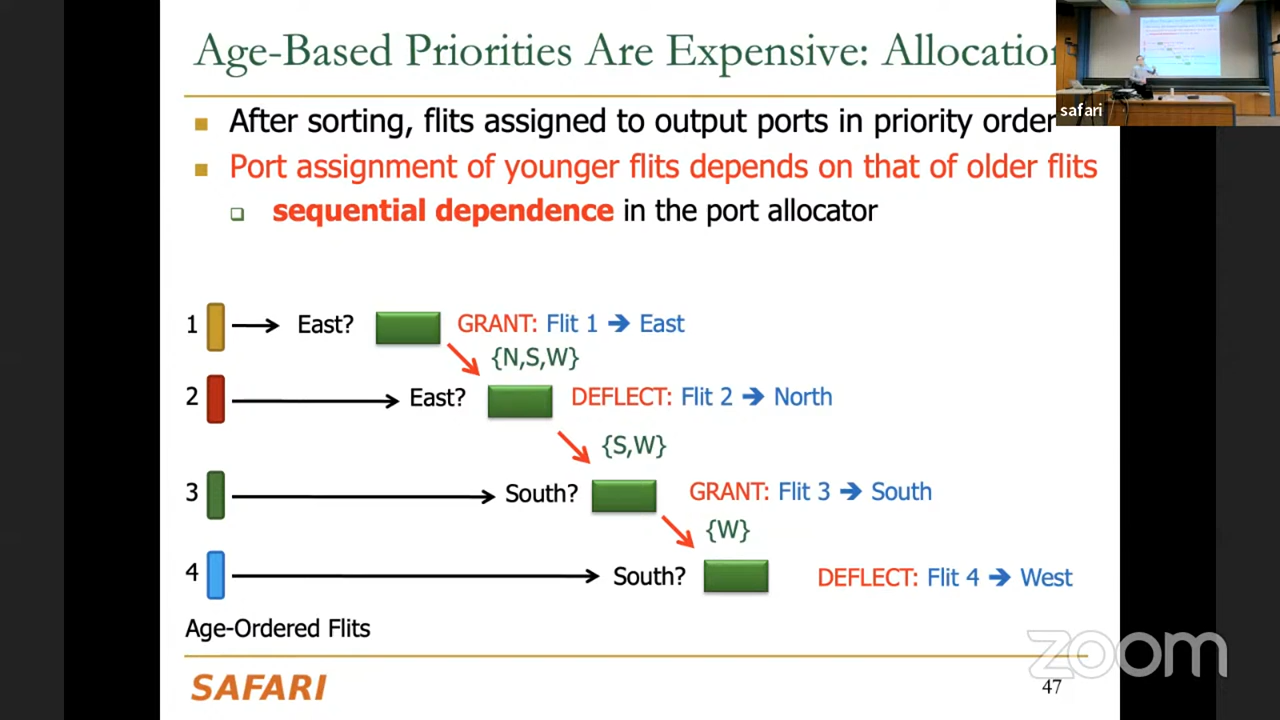 Age-Based Priorities Are Expensive: Allocation
safari
After sorting, flits assigned to output ports in priority order
Port assignment of younger flits depends on that of older flits
sequential dependence in the port allocator
1 East? GRANT: Flit 1 ➔ East
{N,S,W}
2 East? DEFLECT: Flit 2 ➔ North
{S,W}
3 South? GRANT: Flit 3 ➔ South
{W}
4 South? DEFLECT: Flit 4 ➔ West
Age-Ordered Flits
zoom
SAFARI
47